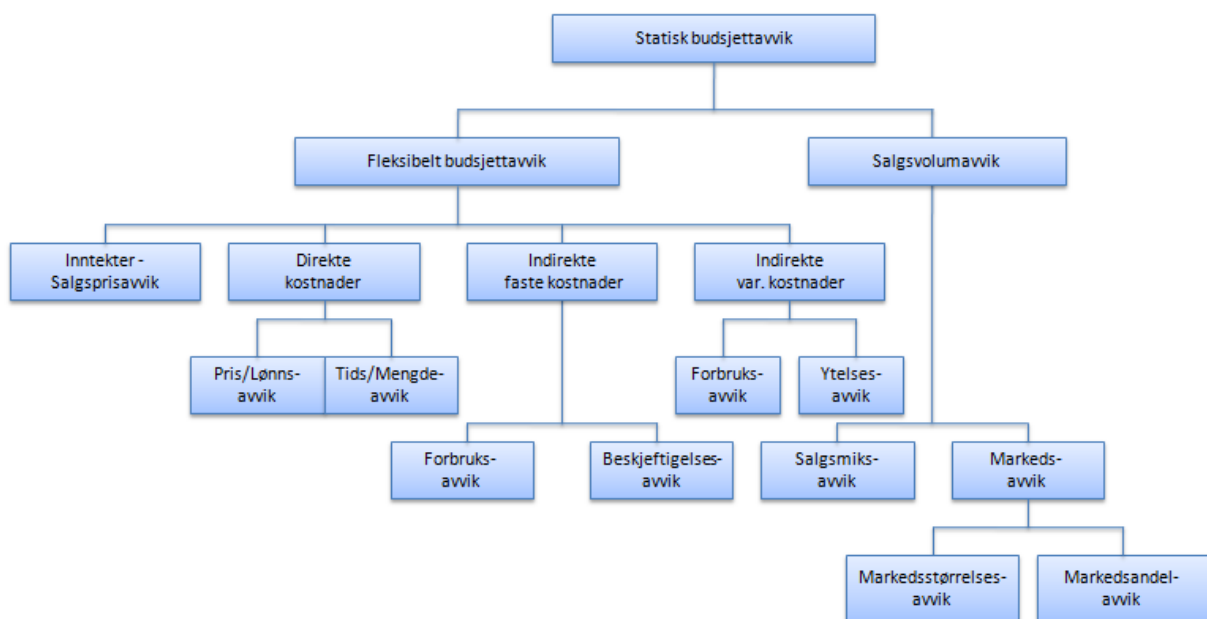 Statisk budsjettavvik
Fleksibelt budsjettavvik
Salgsvolumavvik
Inntekter -
Salgsprisavvik
Direkte
kostnader
Indirekte
faste kostnader
Indirekte
var. kostnader
Pris/Lønns-
avvik
Tids/Mengde-
avvik
Forbruks-
avvik
Ytelses-
avvik
Forbruks-
avvik
Beskjeftigelses-
avvik
Salgsmiks-
avvik
Markeds-
avvik
Markedsstørrelses-
avvik
Markedsandel-
avvik